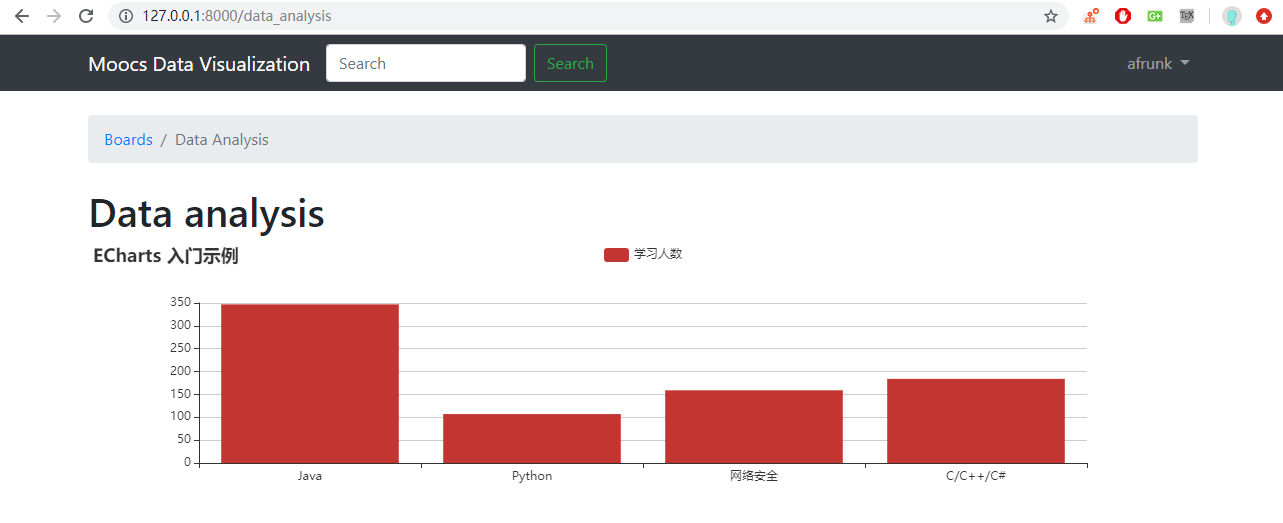 127.0.0.1:8000/data_analysis
G+
TeX
Moocs Data Visualization Search Search afrunk
Boards / Data Analysis
Data analysis
ECharts 入门示例
学习人数
350
300
250
200
150
100
50
0
Java Python 网络安全 C/C++/C#